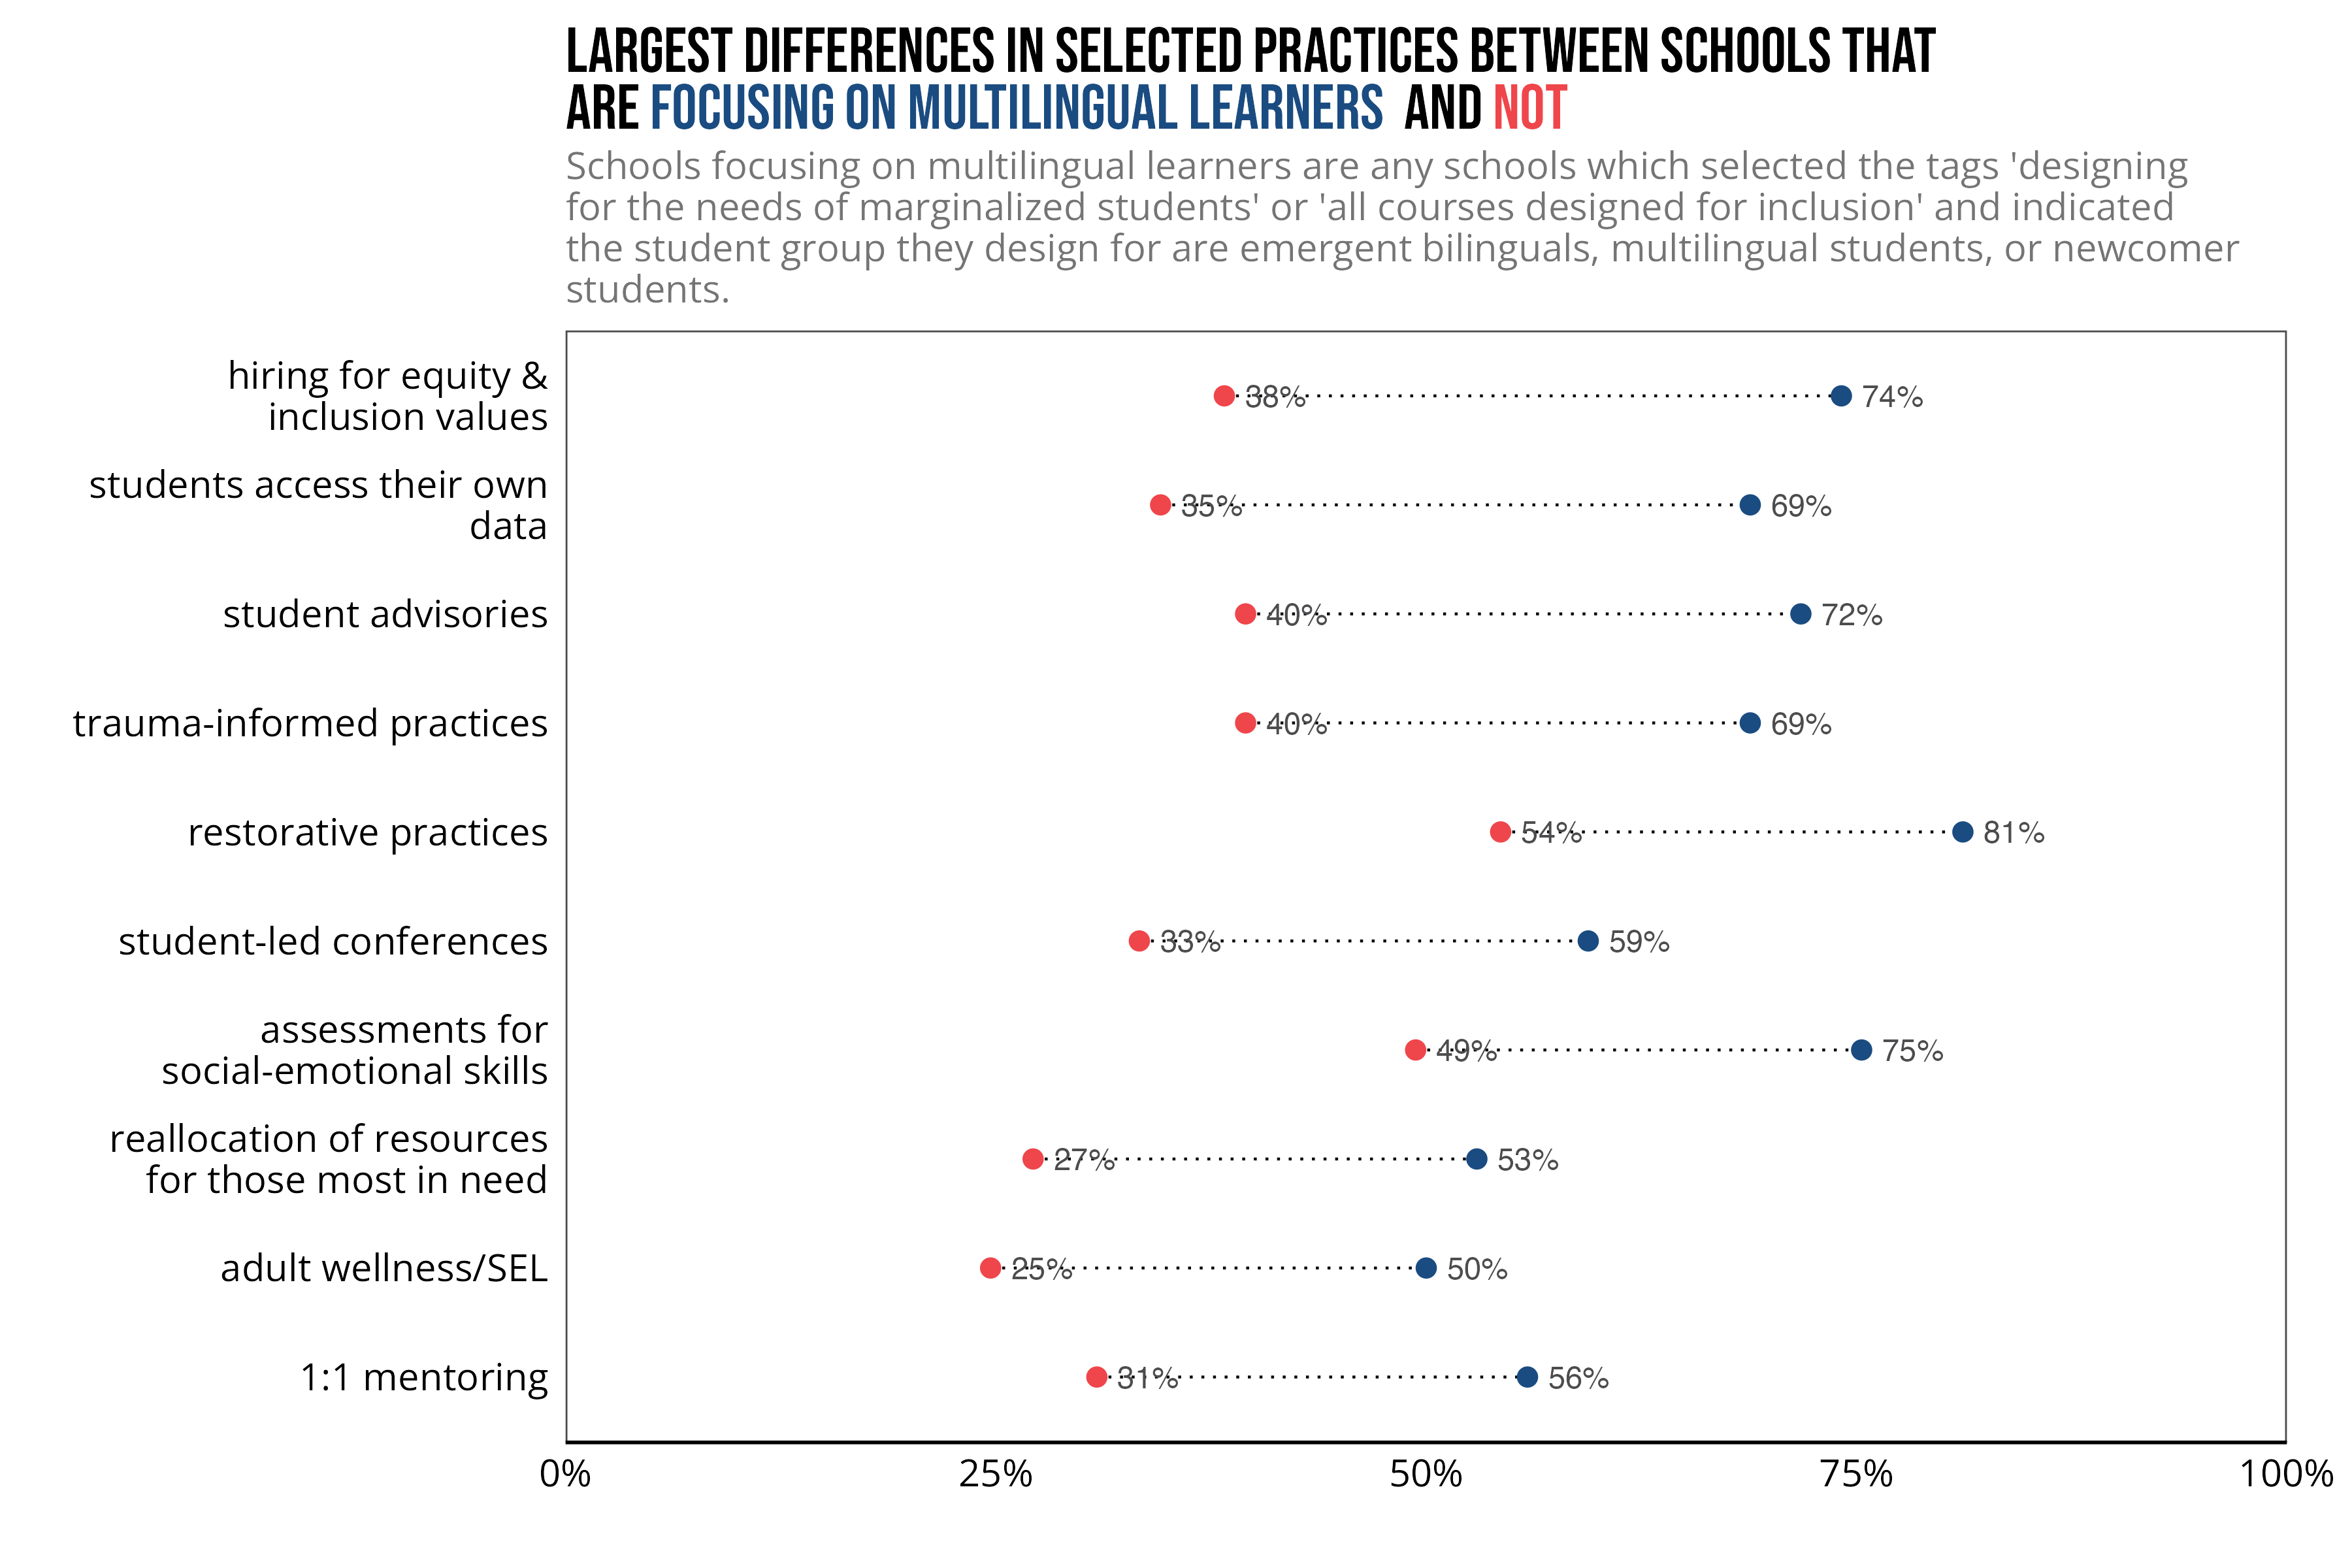 LARGEST DIFFERENCES IN SELECTED PRACTICES BETWEEN SCHOOLS THAT
ARE FOCUSING ON MULTILINGUAL LEARNERS AND NOT
Schools focusing on multilingual learners are any schools which selected the tags 'designing
for the needs of marginalized students' or 'all courses designed for inclusion' and indicated
the student group they design for are emergent bilinguals, multilingual students, or newcomer
students.
hiring for equity &
inclusion values
38% 74%
students access their own
data
35% 69%
student advisories
40% 72%
trauma-informed practices
40% 69%
restorative practices
54% 81%
student-led conferences
33% 59%
assessments for
social-emotional skills
49% 75%
reallocation of resources
for those most in need
27% 53%
adult wellness/SEL
25% 50%
1:1 mentoring
31% 56%
0% 25% 50% 75% 100%